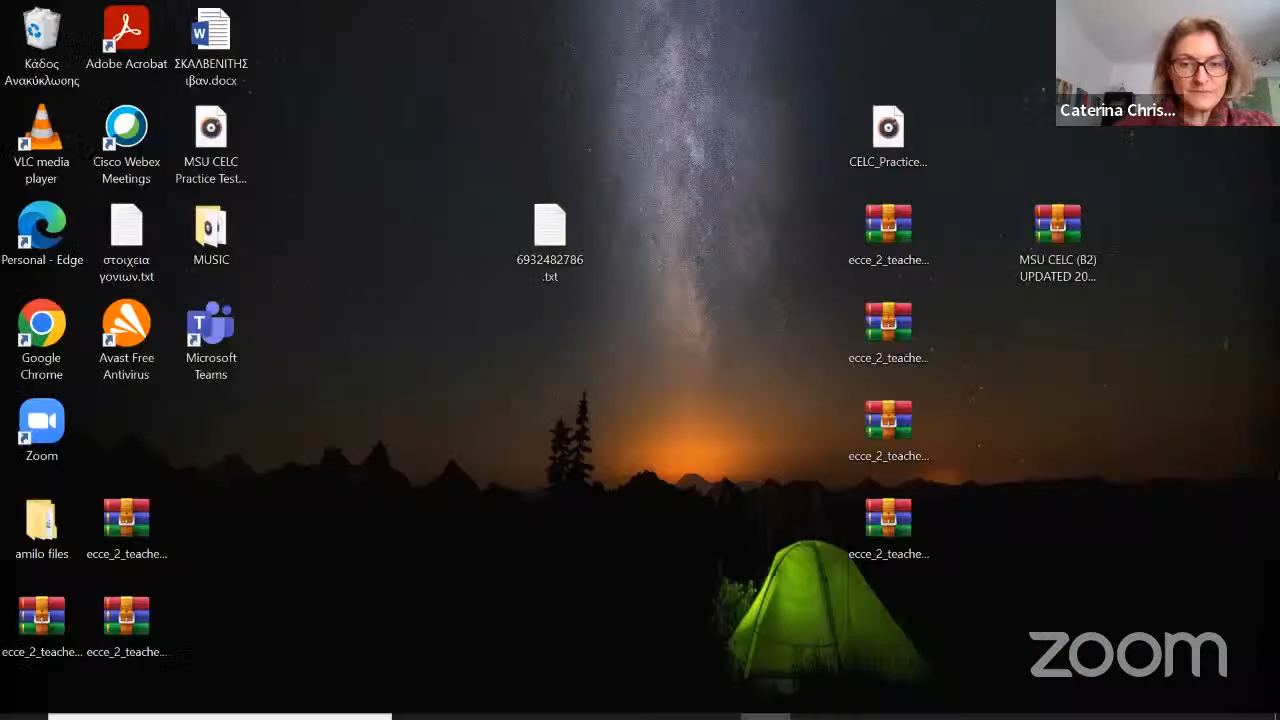 Κάδος
Ανακύκλωσης
Adobe Acrobat
ΣΚΑΛΒΕΝΙΤΗΣ
ιβαν.docx
Caterina Chris...
VLC media
player
Cisco Webex
Meetings
MSU CELC
Practice Test...
CELC_Practice...
Personal - Edge
στοιχεια
γονιων.txt
MUSIC
6932482786
.txt
ecce_2_teache...
MSU CELC (B2)
UPDATED 20...
Google
Chrome
Avast Free
Antivirus
Microsoft
Teams
ecce_2_teache...
Zoom
ecce_2_teache...
amilo files
ecce_2_teache...
ecce_2_teache...
ecce_2_teache...
ecce_2_teache...
zoom